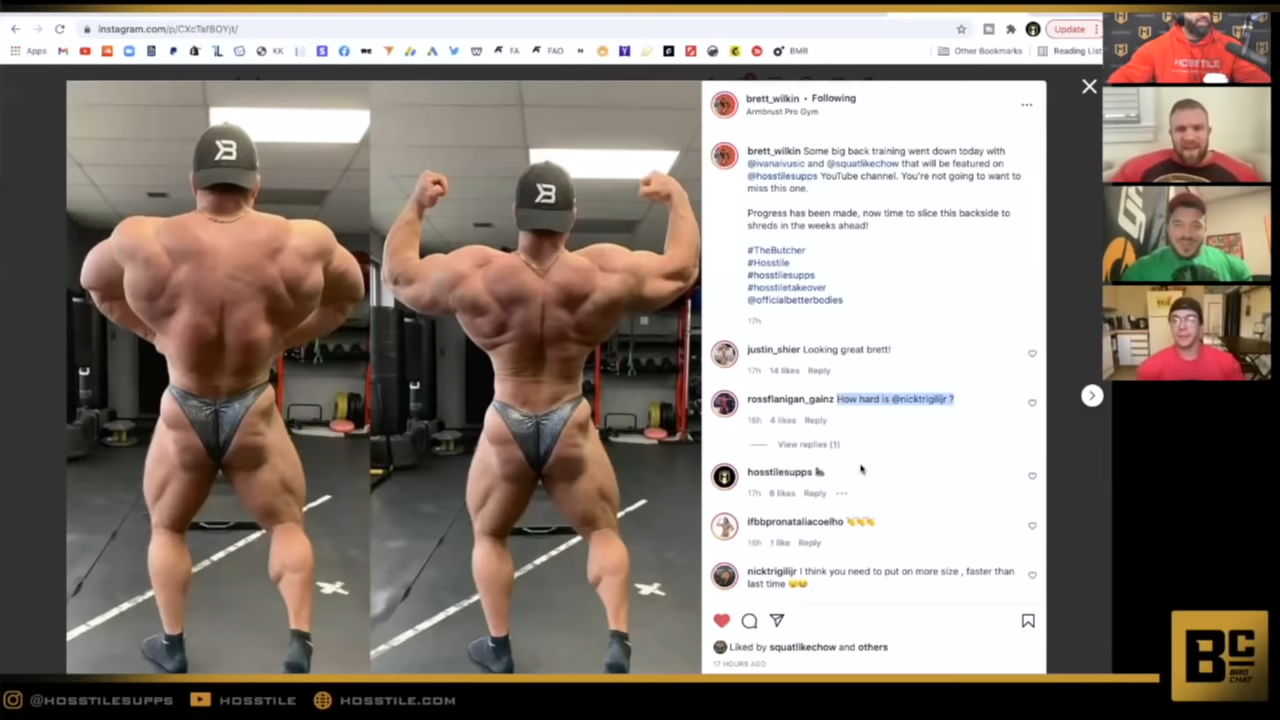 instagram.com/p/CXcTafBOYjt/
Update
Apps
KK
FA
FAO
BMR
Other Bookmarks
Reading List
HOSSTILE
brett_wilkin • Following
Armbrust Pro Gym
brett_wilkin Some big back training went down today with
@ivanaivusic and @squatlikechow that will be featured on
@hosstilesupps YouTube channel. You're not going to want to
miss this one.
Progress has been made, now time to slice this backside to
shreds in the weeks ahead!
#TheButcher
#Hosstile
#hosstilesupps
#hosstiletakeover
@officialbetterbodies
17h
justin_shier Looking great brett!
17h 14 likes Reply
rossflanigan_gainz How hard is @nicktrigilijr ?
16h 4 likes Reply
View replies (1)
hosstilesupps 🦾
17h 6 likes Reply
ifbbpronataliacoelho 👏👏👏
16h 1 like Reply
nicktrigilijr I think you need to put on more size , faster than
last time
Liked by squatlikechow and others
17 HOURS AGO
BC
BRO
CHAT
@HOSSTILESUPPS
HOSSTILE
HOSSTILE.COM